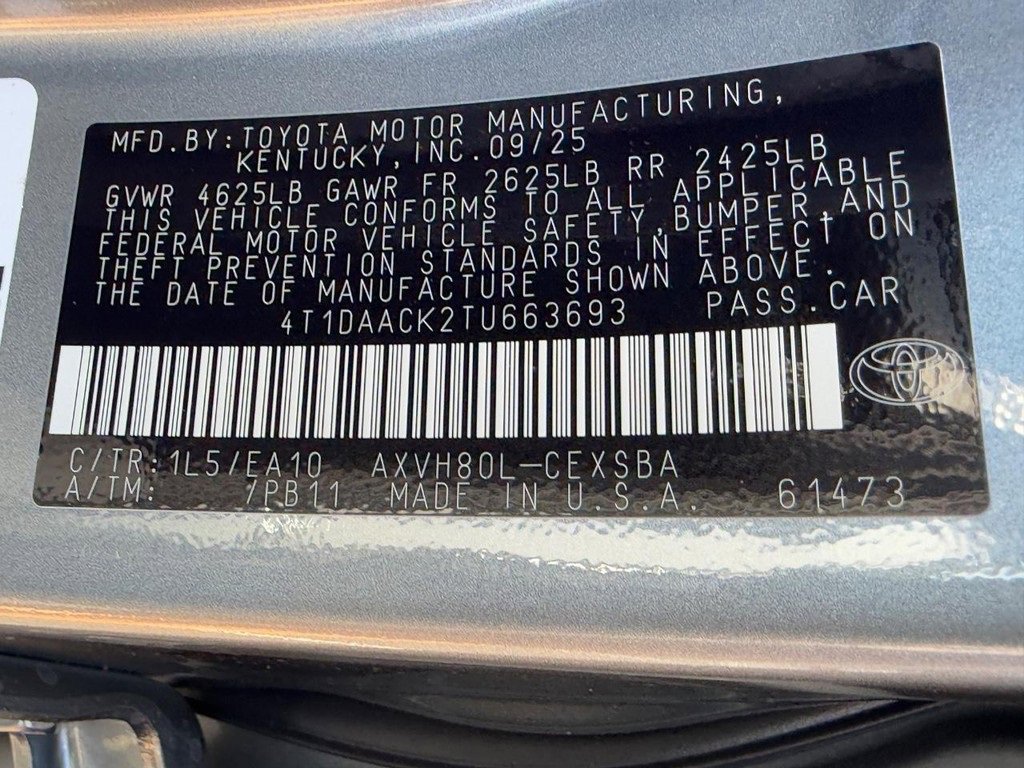 MFD.BY:TOYOTA MOTOR MANUFACTURING,
KENTUCKY,INC.09/25
GVWR 4625LB GAWR FR 2625LB RR 2425LB
THIS VEHICLE CONFORMS TO ALL APPLICABLE
FEDERAL MOTOR VEHICLE SAFETY,BUMPER,AND
THEFT PREVENTION STANDARDS IN EFFECT ON
THE DATE OF MANUFACTURE SHOWN ABOVE.
4T1DAACK2TU663693 PASS.CAR
C/TR:1L5/EA10 AXVH80L-CEXSBA
A/TM: /PB11 MADE IN U.S.A. 61473